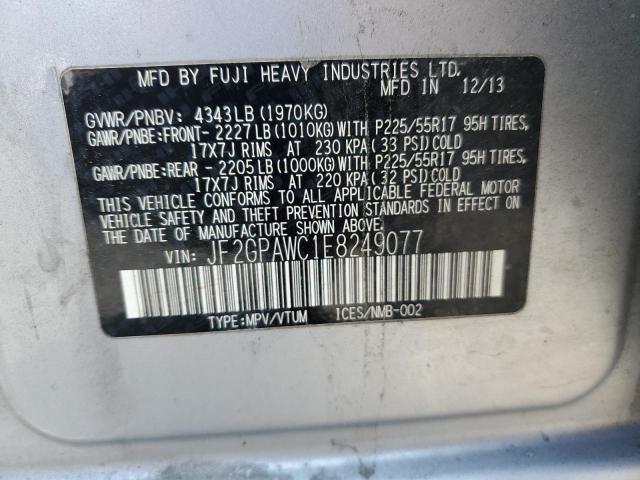 MFD BY FUJI HEAVY INDUSTRIES LTD.
MFD IN 12/13
GVWR/PNBV: 4343LB(1970KG)
GAWR/PNBE:FRONT-2227LB(1010KG)WITH P225/55R17 95H TIRES,
17X7J RIMS AT 230 KPA(33 PSI)COLD
GAWR/PNBE:REAR -2205LB(1000KG)WITH P225/55R17 95H TIRES,
17X7J RIMS AT 220 KPA(32 PSI)COLD
THIS VEHICLE CONFORMS TO ALL APPLICABLE FEDERAL MOTOR
VEHICLE SAFETY AND THEFT PREVENTION STANDARDS IN EFFECT ON
THE DATE OF MANUFACTURE SHOWN ABOVE.
VIN: JF2GPAWC1E8249077
TYPE:MPV/VTUM ICES/NMB-002